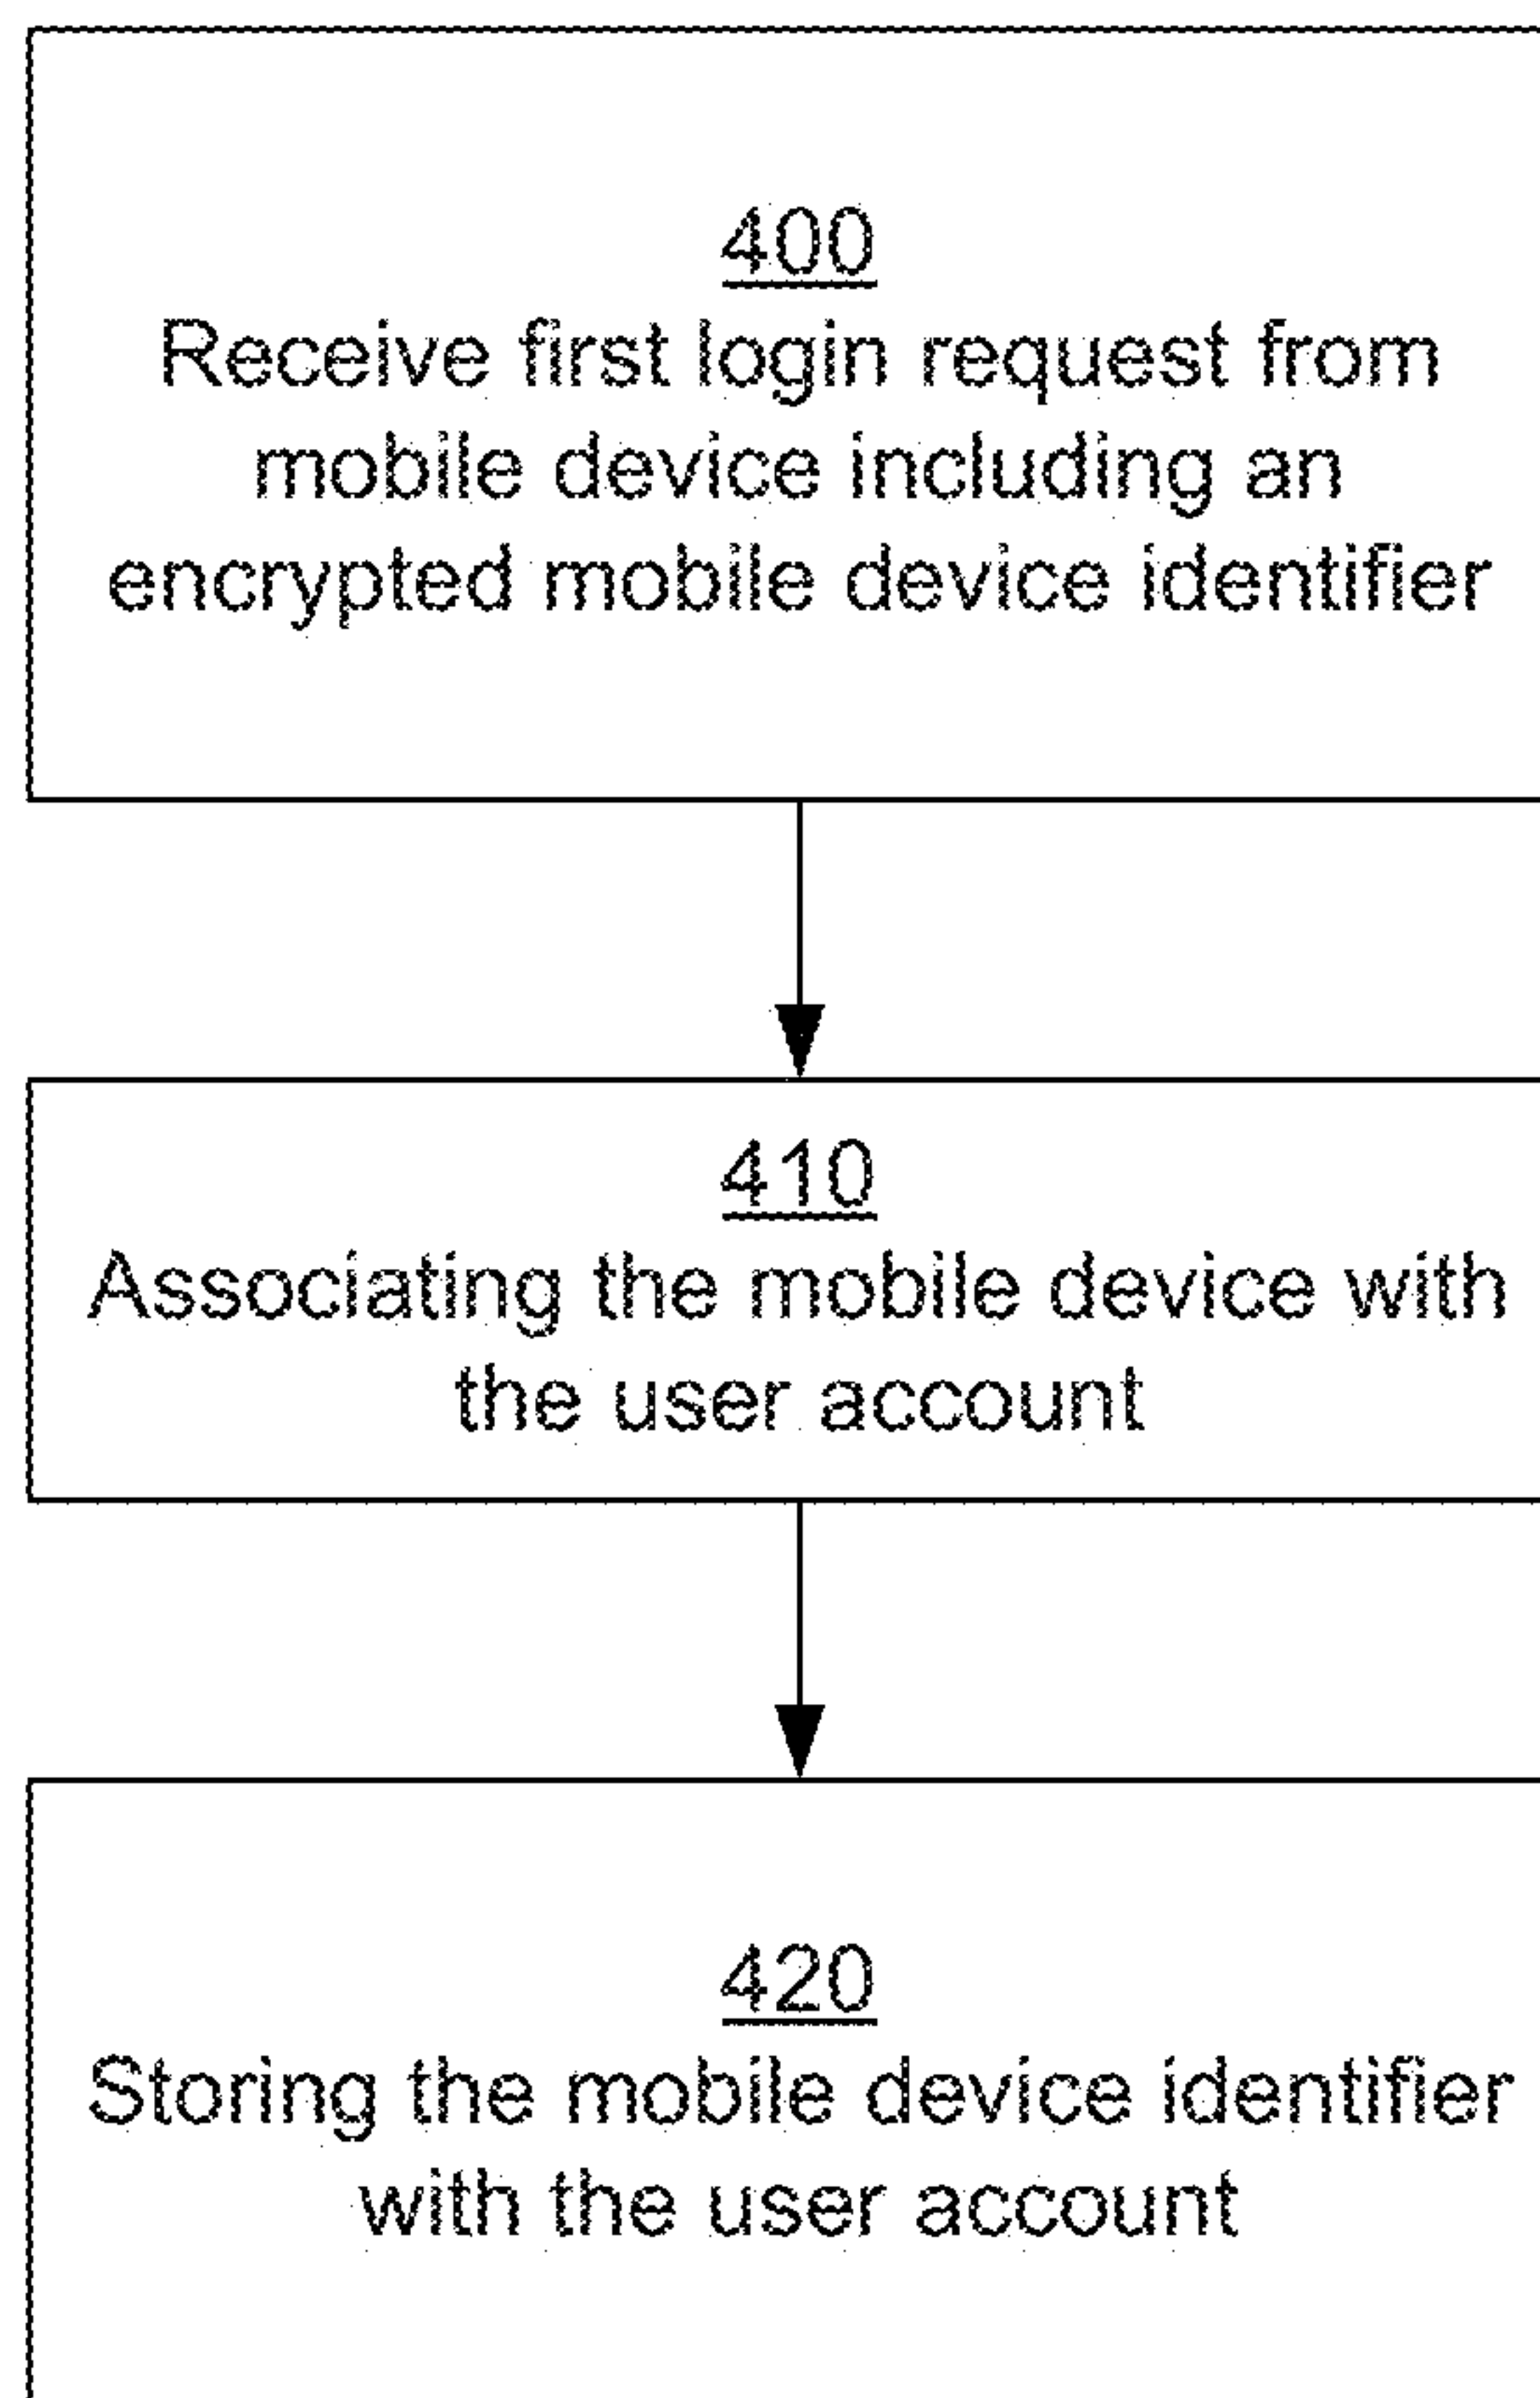 400
Receive first login request from
mobile device including an
encrypted mobile device identifier
410
Associating the mobile device with
the user account
420
Storing the mobile device identifier
with the user account